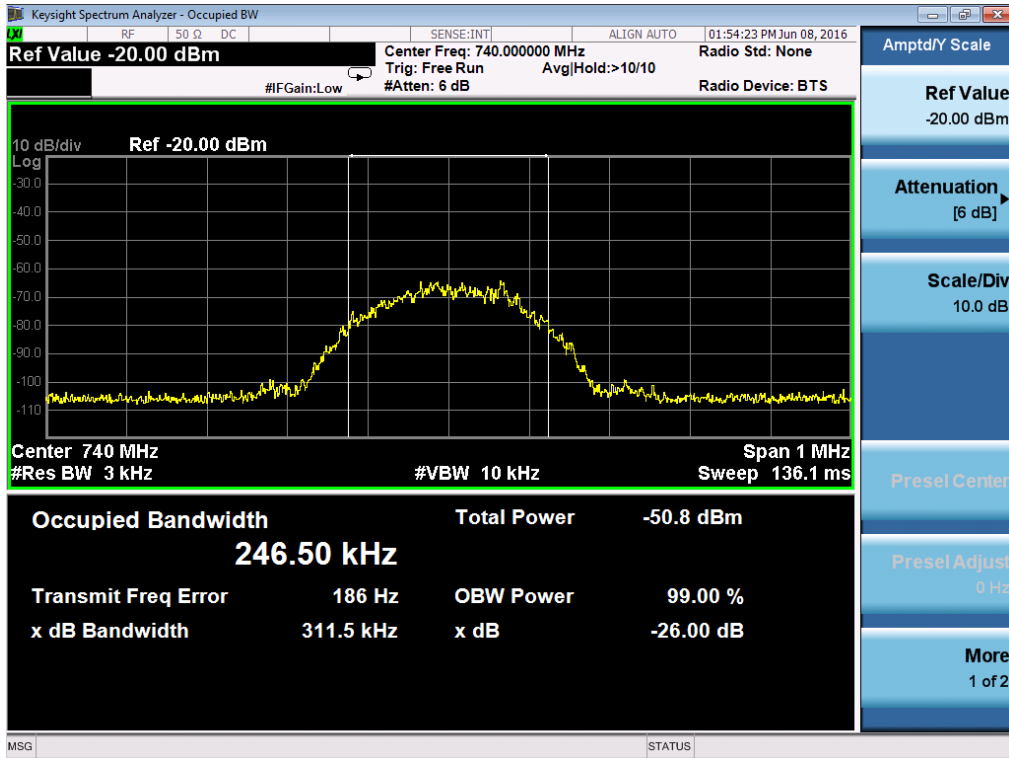 Keysight Spectrum Analyzer - Occupied BW
LXI RF 50 Ω DC SENSE:INT ALIGN AUTO 01:54:23 PM Jun 08, 2016
Ref Value -20.00 dBm Center Freq: 740.000000 MHz Radio Std: None
Trig: Free Run Avg|Hold:>10/10
#IFGain:Low #Atten: 6 dB Radio Device: BTS
10 dB/div Ref -20.00 dBm
Log
-30.0
-40.0
-50.0
-60.0
-70.0
-80.0
-90.0
-100
-110
Center 740 MHz Span 1 MHz
#Res BW 3 kHz #VBW 10 kHz Sweep 136.1 ms
Occupied Bandwidth Total Power -50.8 dBm
246.50 kHz
Transmit Freq Error 186 Hz OBW Power 99.00 %
x dB Bandwidth 311.5 kHz x dB -26.00 dB
Amptd/Y Scale
Ref Value
-20.00 dBm
Attenuation
[6 dB]
Scale/Div
10.0 dB
Presel Center
Presel Adjust
0 Hz
More
1 of 2
MSG STATUS